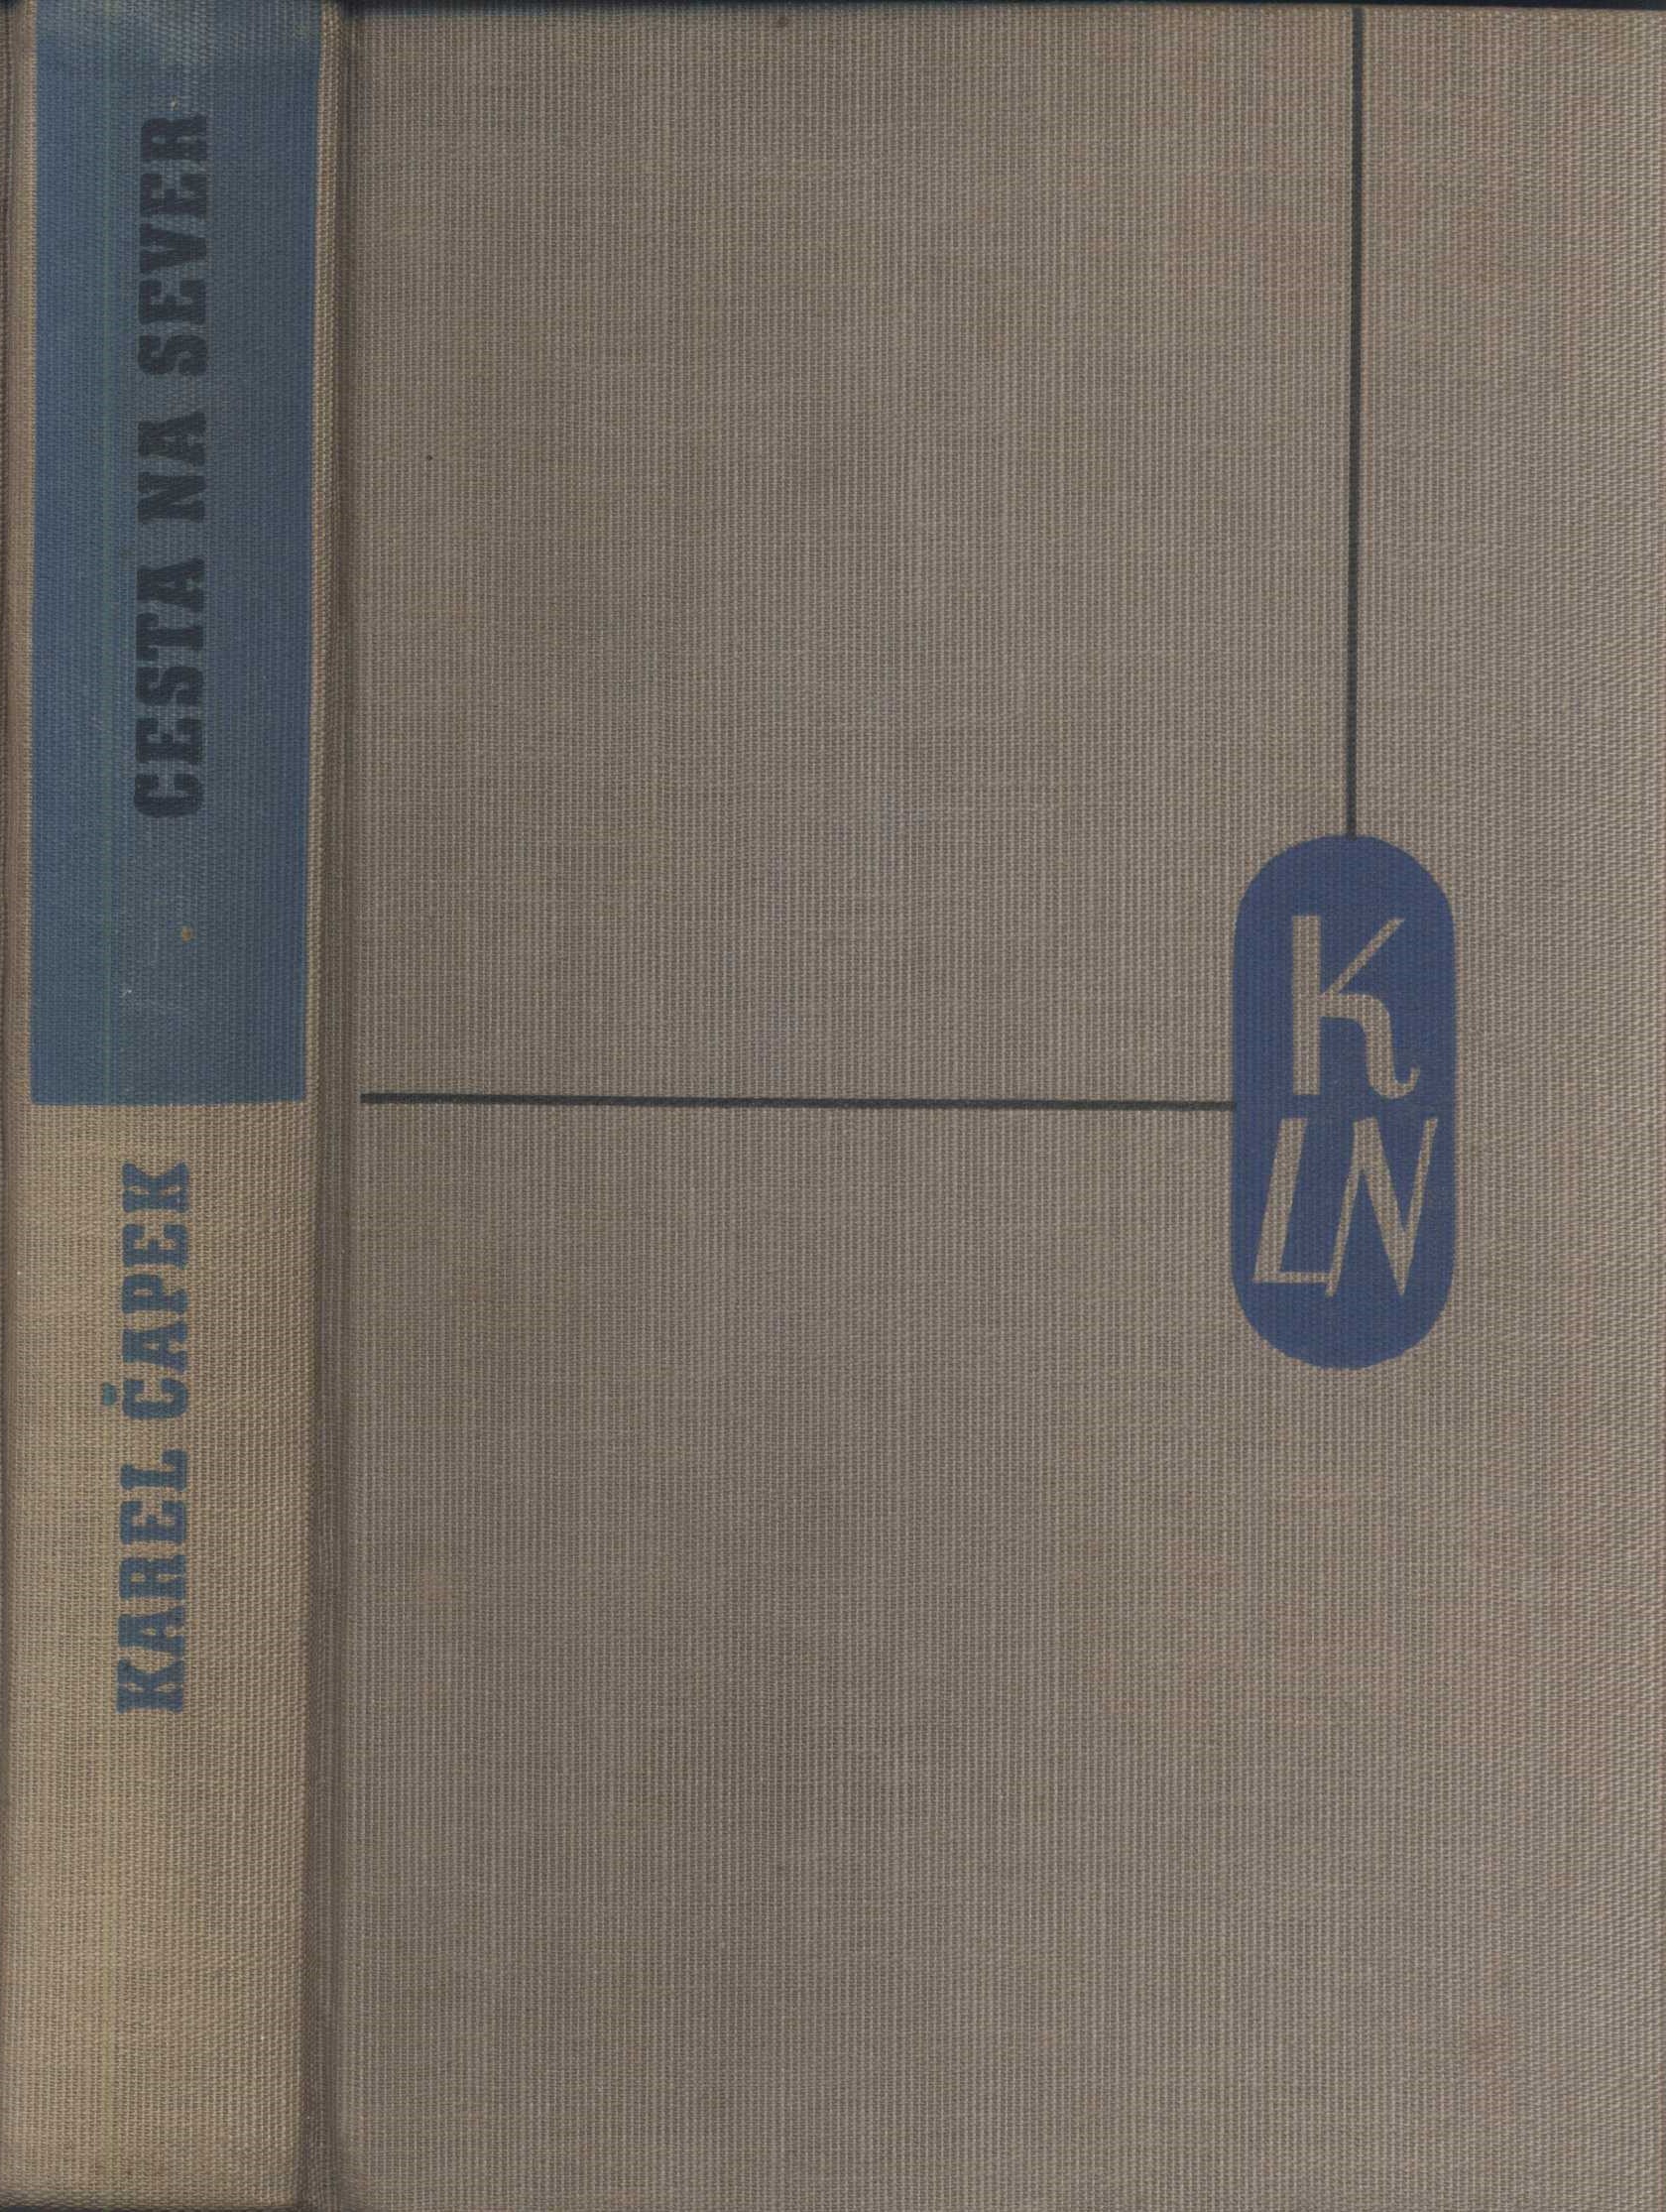 KAREL ČAPEK
CESTA NA SEVER
K
LN